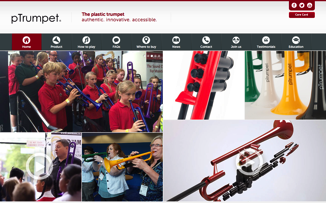 pTrumpet.
The plastic trumpet
authentic. innovative. accessible.
Care Card
Home
Product
How to play
FAQs
Where to buy
News
Contact
Join us
Testimonials
Education
pTrumpet